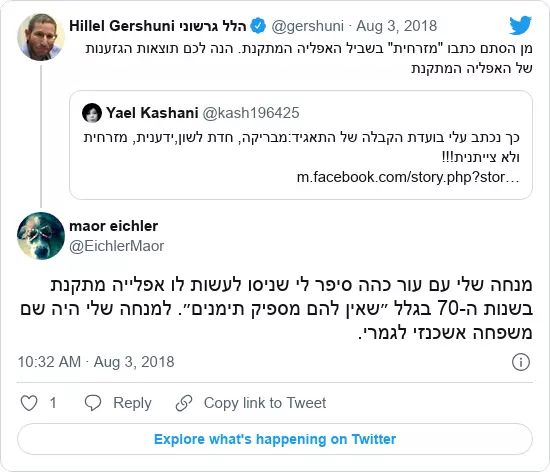 Hillel Gershuni הלל גרשוני @gershuni · Aug 3, 2018
מן הסתם כתבו "מזרחית" בשביל האפליה המתקנת. הנה לכם תוצאות הגזענות
של האפליה המתקנת
Yael Kashani @kash196425
כך נכתב עלי בועדת הקבלה של התאגיד:מבריקה, חדת לשון,ידענית, מזרחית
ולא צייתנית!!!
m.facebook.com/story.php?stor…
maor eichler
@EichlerMaor
מנחה שלי עם עור כהה סיפר לי שניסו לעשות לו אפלייה מתקנת
בשנות ה-70 בגלל ״שאין להם מספיק תימנים״. למנחה שלי היה שם
משפחה אשכנזי לגמרי.
10:32 AM · Aug 3, 2018
1 Reply Copy link to Tweet
Explore what's happening on Twitter